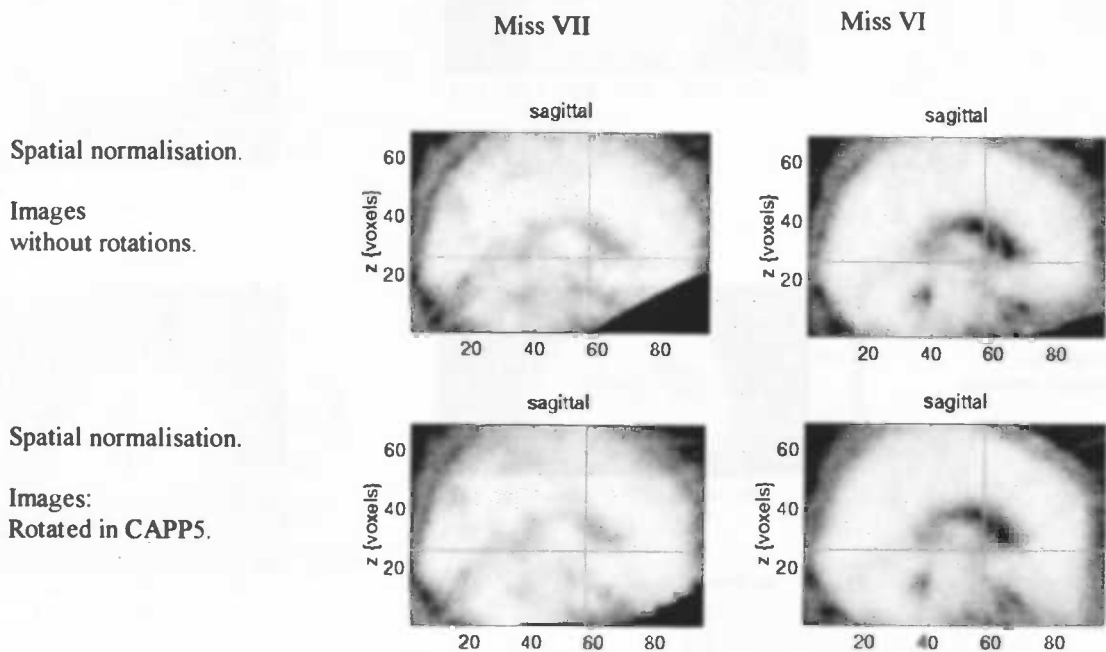 Miss VII
Miss VI
Spatial normalisation.
Images
without rotations.
sagittal
60
40
20
z {voxels}
20 40 60 80
sagittal
60
40
20
z {voxels}
20 40 60 80
Spatial normalisation.
Images:
Rotated in CAPP5.
sagittal
60
40
20
z {voxels}
20 40 60 80
sagittal
60
40
20
z {voxels}
20 40 60 80